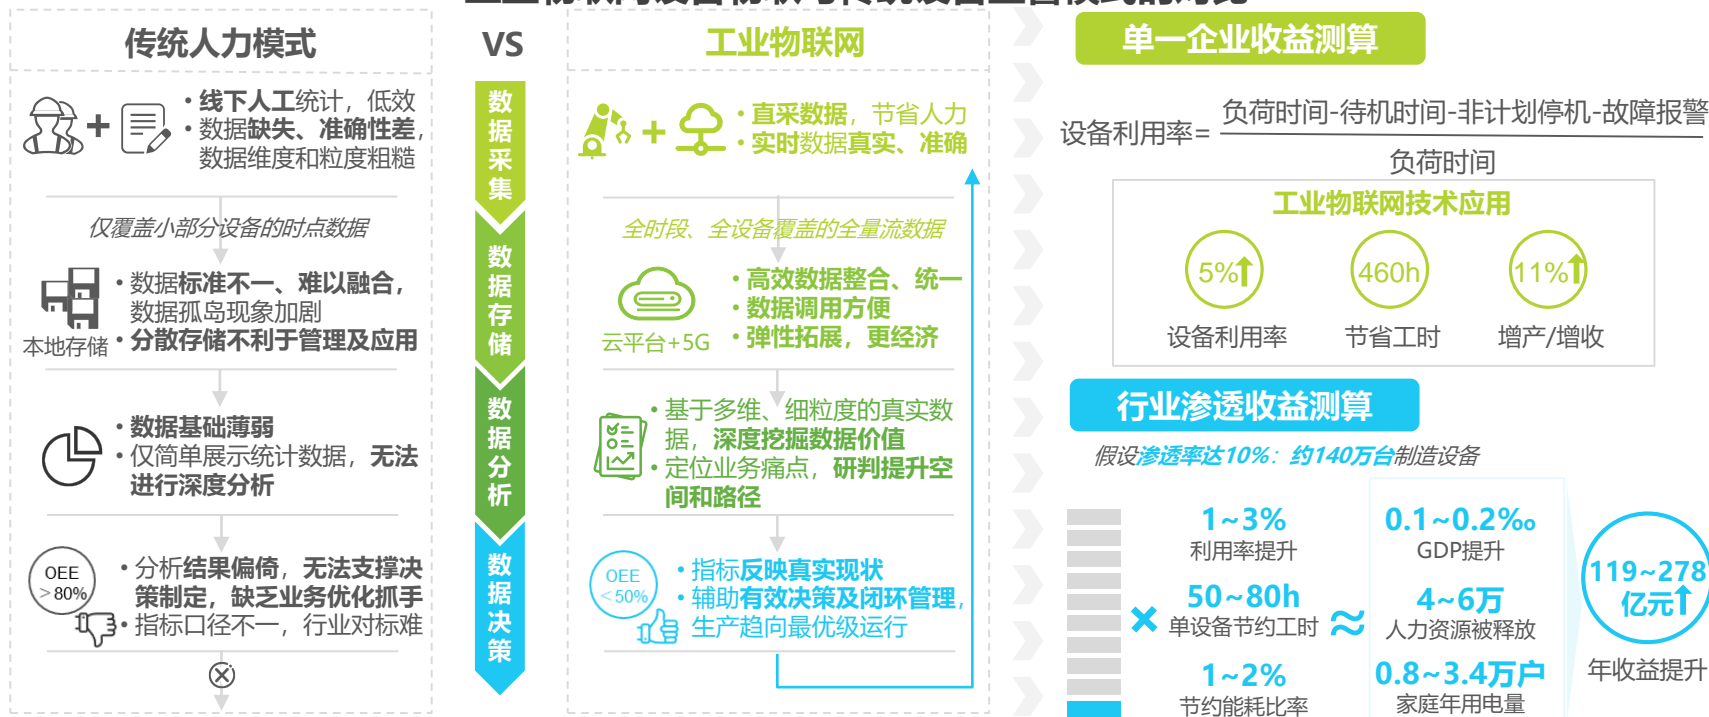 工业物联网设备物联与传统设备工智模式的对比
传统人力模式
VS
工业物联网
数据采集
数据存储
数据分析
数据决策
• 线下人工统计，低效
• 数据缺失、准确性差，
数据维度和粒度粗糙
仅覆盖小部分设备的时点数据
• 数据标准不一、难以融合，
数据孤岛现象加剧
• 分散存储不利于管理及应用
本地存储
• 数据基础薄弱
• 仅简单展示统计数据，无法
进行深度分析
OEE
＞80%
• 分析结果偏倚，无法支撑决
策制定，缺乏业务优化抓手
• 指标口径不一，行业对标难
• 直采数据，节省人力
• 实时数据真实、准确
全时段、全设备覆盖的全量流数据
• 高效数据整合、统一
• 数据调用方便
• 弹性拓展，更经济
云平台+5G
• 基于多维、细粒度的真实数
据，深度挖掘数据价值
• 定位业务痛点，研判提升空
间和路径
OEE
＜50%
• 指标反映真实现状
• 辅助有效决策及闭环管理，
生产趋向最优级运行
单一企业收益测算
设备利用率=
负荷时间-待机时间-非计划停机-故障报警
负荷时间
工业物联网技术应用
5%
460h
11%
设备利用率
节省工时
增产/增收
行业渗透收益测算
假设渗透率达10%：约140万台制造设备
1~3%
利用率提升
50~80h
单设备节约工时
1~2%
节约能耗比率
0.1~0.2‰
GDP提升
4~6万
人力资源被释放
0.8~3.4万户
家庭年用电量
119~278
亿元
年收益提升